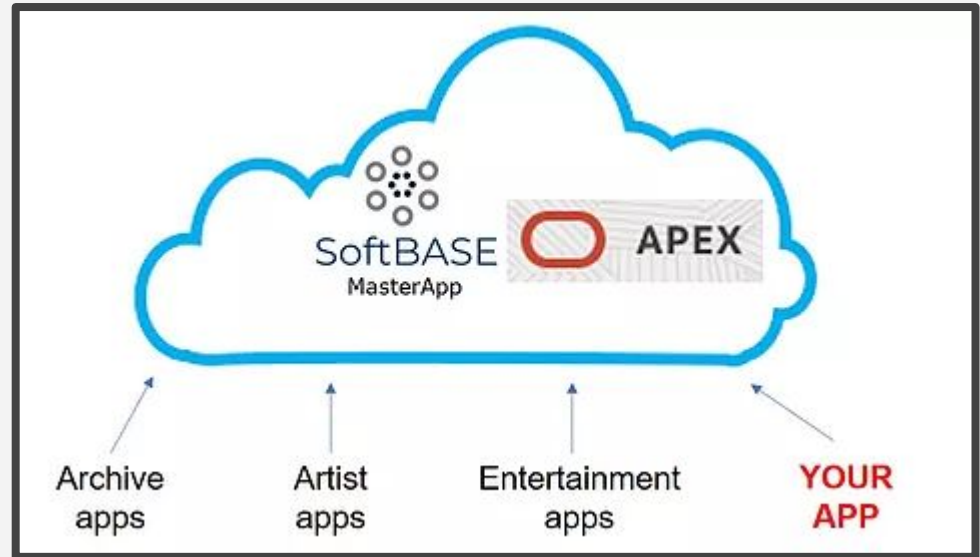 SoftBASE
MasterApp
APEX
Archive
apps
Artist
apps
Entertainment
apps
YOUR
APP